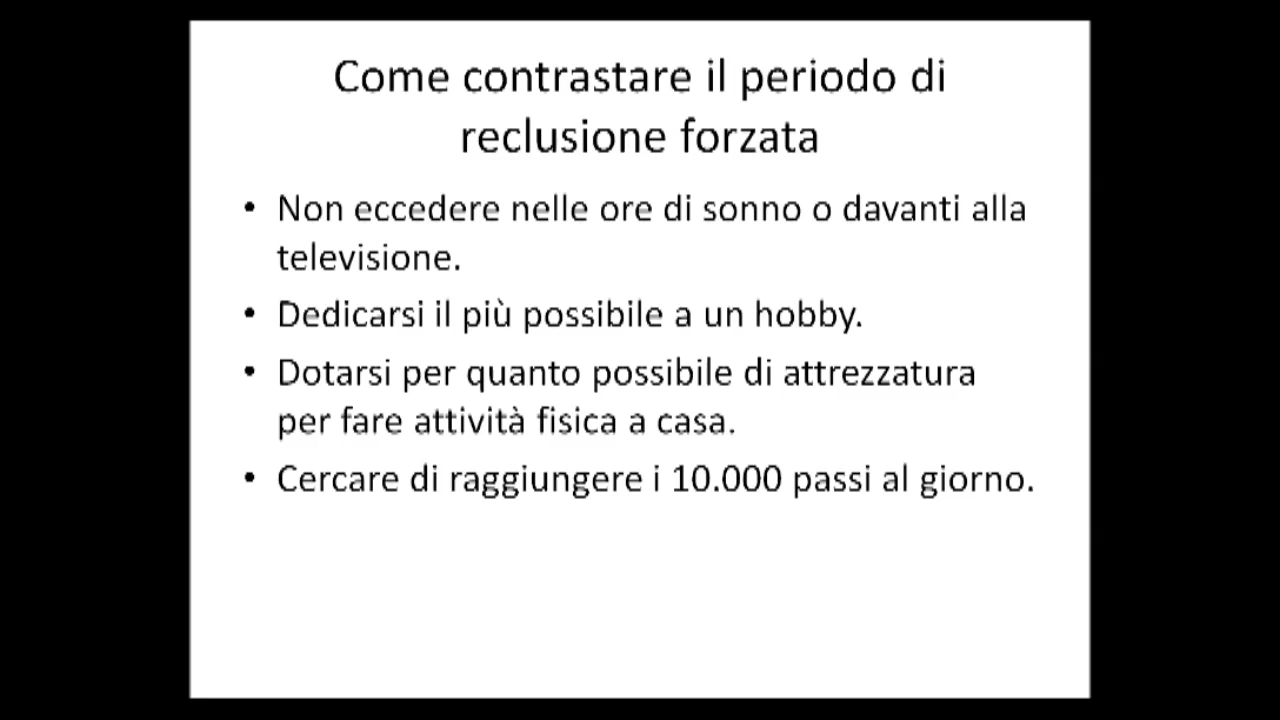 Come contrastare il periodo di
reclusione forzata
• Non eccedere nelle ore di sonno o davanti alla
televisione.
• Dedicarsi il più possibile a un hobby.
• Dotarsi per quanto possibile di attrezzatura
per fare attività fisica a casa.
• Cercare di raggiungere i 10.000 passi al giorno.